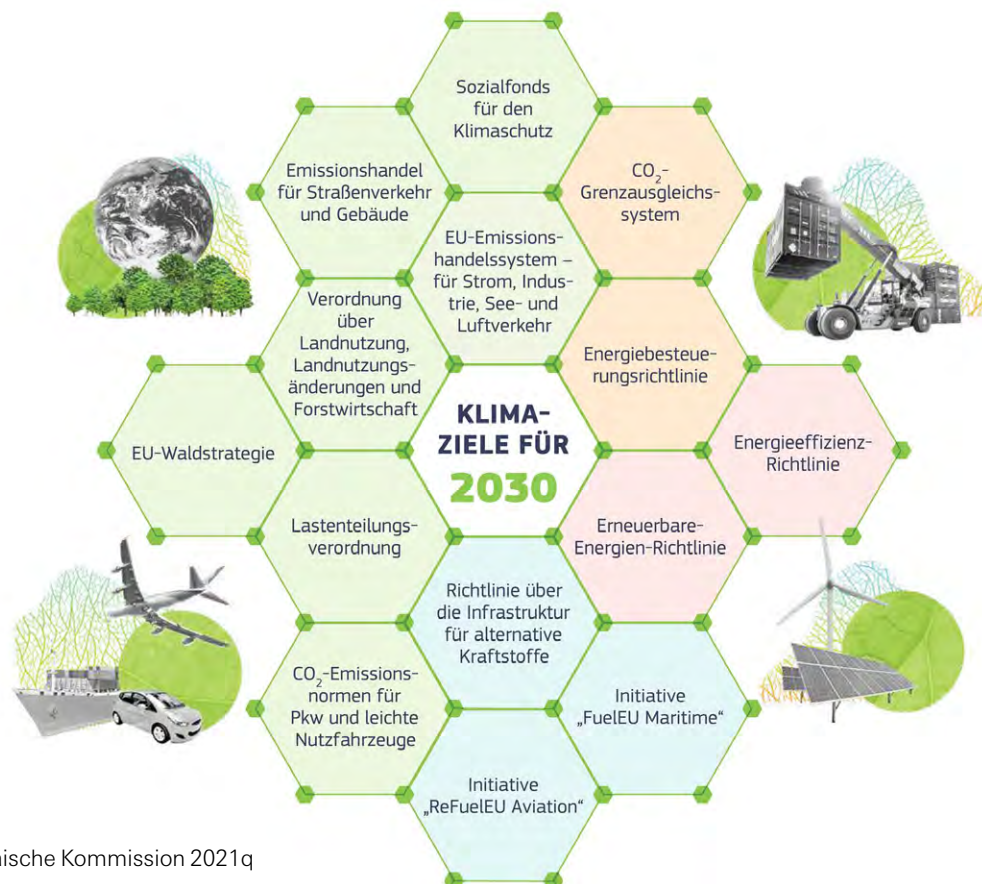 Sozialfonds
für den
Klimaschutz
Emissionshandel
für Straßenverkehr
und Gebäude
CO₂-
Grenzausgleichs-
system
EU-Emissions-
handelssystem –
für Strom, Indus-
trie, See- und
Luftverkehr
Verordnung
über
Landnutzung,
Landnutzungs-
änderungen und
Forstwirtschaft
Energiebesteue-
rungsrichtlinie
KLIMA-
ZIELE FÜR
2030
EU-Waldstrategie
Energieeffizienz-
Richtlinie
Lastenteilungs-
verordnung
Erneuerbare-
Energien-Richtlinie
Richtlinie über
die Infrastruktur
für alternative
Kraftstoffe
CO₂-Emissions-
normen für
Pkw und leichte
Nutzfahrzeuge
Initiative
„FuelEU Maritime“
Initiative
„ReFuelEU Aviation“
ische Kommission 2021q